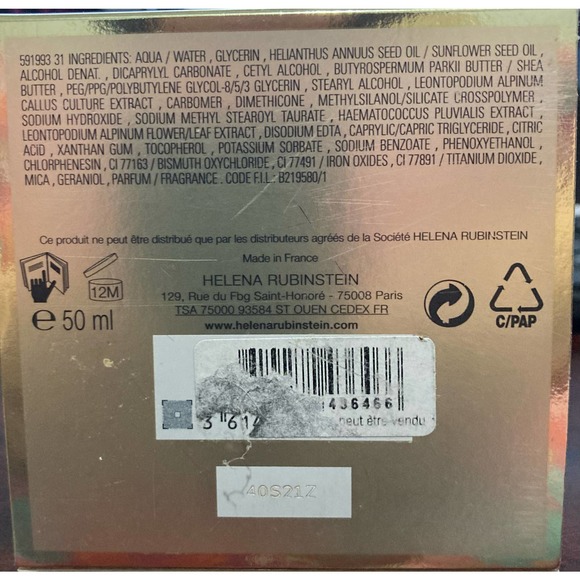 591993 31 INGREDIENTS: AQUA / WATER , GLYCERIN , HELIANTHUS ANNUUS SEED OIL / SUNFLOWER SEED OIL ,
ALCOHOL DENAT. , DICAPRYLYL CARBONATE , CETYL ALCOHOL , BUTYROSPERMUM PARKII BUTTER / SHEA
BUTTER , PEG/PPG/POLYBUTYLENE GLYCOL-8/5/3 GLYCERIN , STEARYL ALCOHOL , LEONTOPODIUM ALPINUM
CALLUS CULTURE EXTRACT , CARBOMER , DIMETHICONE , METHYLSILANOL/SILICATE CROSSPOLYMER ,
SODIUM HYDROXIDE , SODIUM METHYL STEAROYL TAURATE , HAEMATOCOCCUS PLUVIALIS EXTRACT ,
LEONTOPODIUM ALPINUM FLOWER/LEAF EXTRACT , DISODIUM EDTA , CAPRYLIC/CAPRIC TRIGLYCERIDE , CITRIC
ACID , XANTHAN GUM , TOCOPHEROL , POTASSIUM SORBATE , SODIUM BENZOATE , PHENOXYETHANOL ,
CHLORPHENESIN , CI 77163 / BISMUTH OXYCHLORIDE , CI 77491 / IRON OXIDES , CI 77891 / TITANIUM DIOXIDE ,
MICA , GERANIOL , PARFUM / FRAGRANCE . CODE F.I.L : B219580/1
Ce produit ne peut être distribué que par les distributeurs agréés de la Société HELENA RUBINSTEIN
Made in France
HELENA RUBINSTEIN
129, Rue du Fbg Saint-Honoré - 75008 Paris
TSA 75000 93584 ST OUEN CEDEX FR
www.helenarubinstein.com
12M
e 50 ml
C/PAP
3 614 436466
peut être vendu
40S21Z